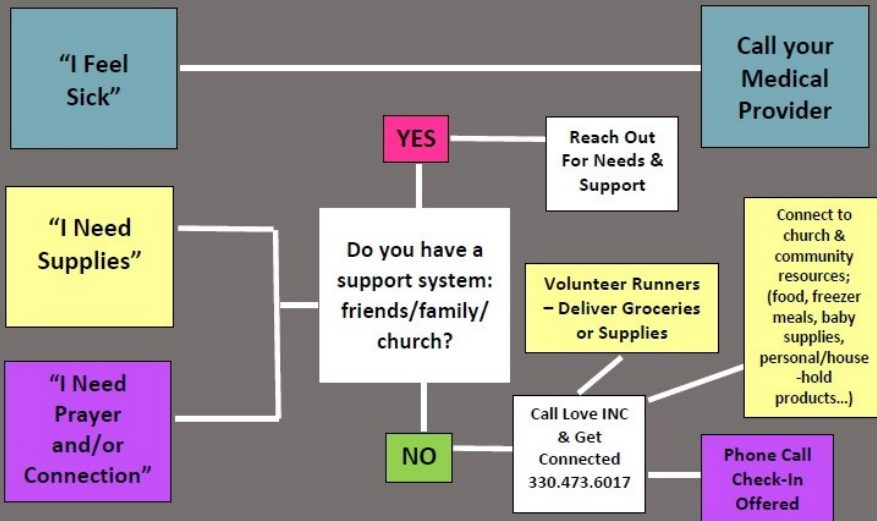 “I Feel
Sick”
Call your
Medical
Provider
YES
Reach Out
For Needs &
Support
“I Need
Supplies”
Do you have a
support system:
friends/family/
church?
Volunteer Runners
– Deliver Groceries
or Supplies
Connect to
church &
community
resources;
(food, freezer
meals, baby
supplies,
personal/house
-hold
products...)
“I Need
Prayer
and/or
Connection”
NO
Call Love INC
& Get
Connected
330.473.6017
Phone Call
Check-In
Offered